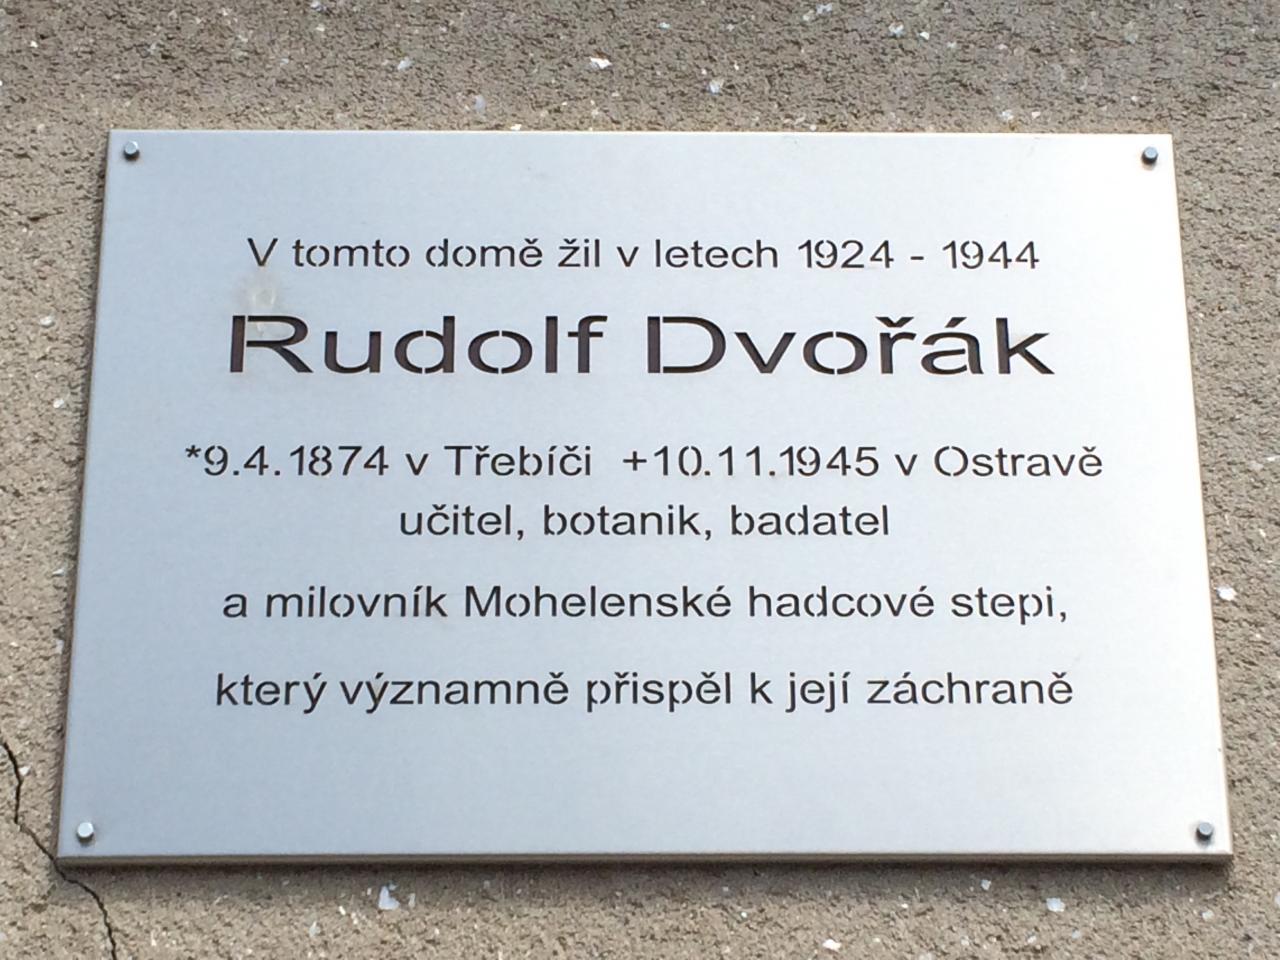 V tomto domě žil v letech 1924 - 1944
Rudolf Dvořák
*9.4.1874 v Třebíči +10.11.1945 v Ostravě
učitel, botanik, badatel
a milovník Mohelenské hadcové stepi,
který významně přispěl k její záchraně